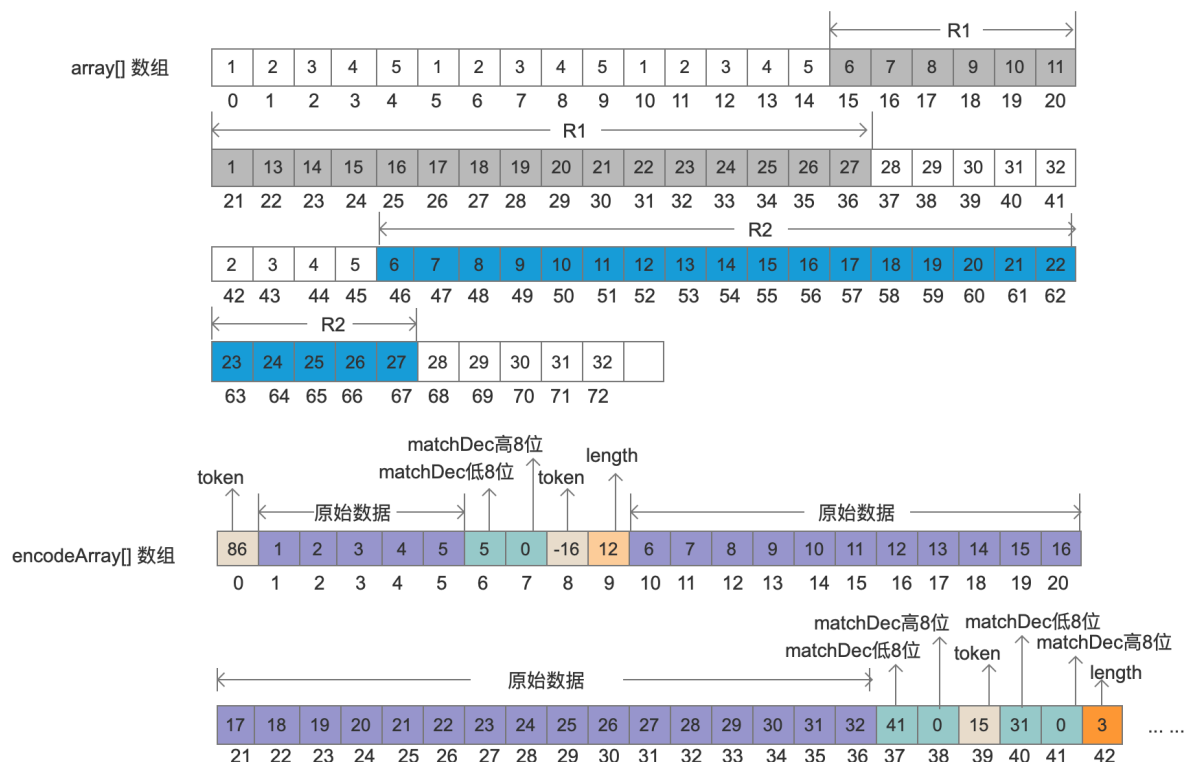 R1
array[] 数组 1 2 3 4 5 1 2 3 4 5 1 2 3 4 5 6 7 8 9 10 11
0 1 2 3 4 5 6 7 8 9 10 11 12 13 14 15 16 17 18 19 20
R1
1 13 14 15 16 17 18 19 20 21 22 23 24 25 26 27 28 29 30 31 32
21 22 23 24 25 26 27 28 29 30 31 32 33 34 35 36 37 38 39 40 41
R2
2 3 4 5 6 7 8 9 10 11 12 13 14 15 16 17 18 19 20 21 22
42 43 44 45 46 47 48 49 50 51 52 53 54 55 56 57 58 59 60 61 62
R2
23 24 25 26 27 28 29 30 31 32
63 64 65 66 67 68 69 70 71 72
matchDec高8位
length
matchDec低8位
token
token
原始数据
原始数据
encodeArray[] 数组 86 1 2 3 4 5 5 0 -16 12 6 7 8 9 10 11 12 13 14 15 16
0 1 2 3 4 5 6 7 8 9 10 11 12 13 14 15 16 17 18 19 20
matchDec高8位
matchDec低8位
matchDec高8位
matchDec低8位
token
length
原始数据
17 18 19 20 21 22 23 24 25 26 27 28 29 30 31 32 41 0 15 31 0 3 ... ...
21 22 23 24 25 26 27 28 29 30 31 32 33 34 35 36 37 38 39 40 41 42